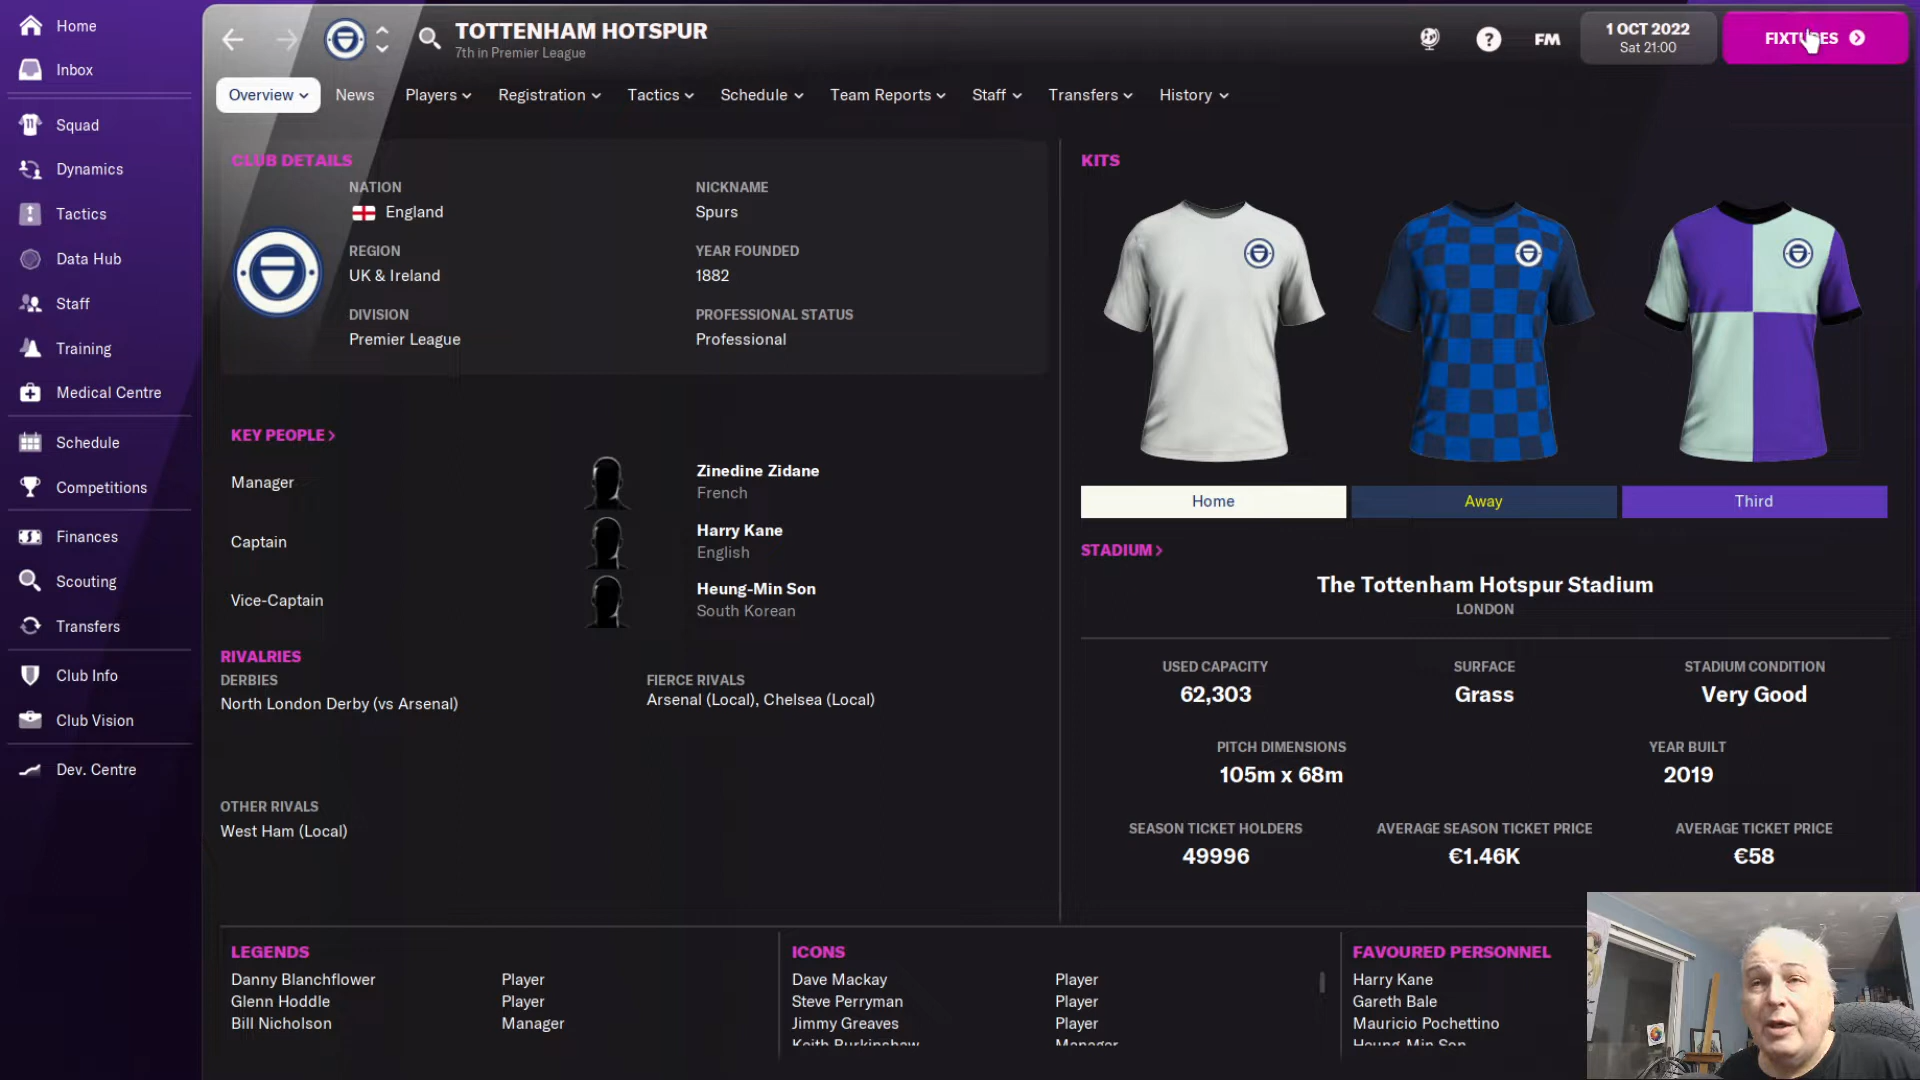 Home
Inbox
Squad
Dynamics
Tactics
Data Hub
Staff
Training
Medical Centre
Schedule
Competitions
Finances
Scouting
Transfers
Club Info
Club Vision
Dev. Centre
TOTTENHAM HOTSPUR
7th in Premier League
FM
1 OCT 2022
Sat 21:00
FIXTURES
Overview
News
Players
Registration
Tactics
Schedule
Team Reports
Staff
Transfers
History
CLUB DETAILS
NATION
England
NICKNAME
Spurs
REGION
UK & Ireland
YEAR FOUNDED
1882
DIVISION
Premier League
PROFESSIONAL STATUS
Professional
KEY PEOPLE >
Manager
Zinedine Zidane
French
Captain
Harry Kane
English
Vice-Captain
Heung-Min Son
South Korean
RIVALRIES
DERBIES
North London Derby (vs Arsenal)
FIERCE RIVALS
Arsenal (Local), Chelsea (Local)
OTHER RIVALS
West Ham (Local)
KITS
Home
Away
Third
STADIUM >
The Tottenham Hotspur Stadium
LONDON
USED CAPACITY
62,303
SURFACE
Grass
STADIUM CONDITION
Very Good
PITCH DIMENSIONS
105m x 68m
YEAR BUILT
2019
SEASON TICKET HOLDERS
49996
AVERAGE SEASON TICKET PRICE
€1.46K
AVERAGE TICKET PRICE
€58
LEGENDS
Danny Blanchflower Player
Glenn Hoddle Player
Bill Nicholson Manager
ICONS
Dave Mackay Player
Steve Perryman Player
Jimmy Greaves Player
Keith Burkinshaw Manager
FAVOURED PERSONNEL
Harry Kane
Gareth Bale
Mauricio Pochettino
Heung-Min Son